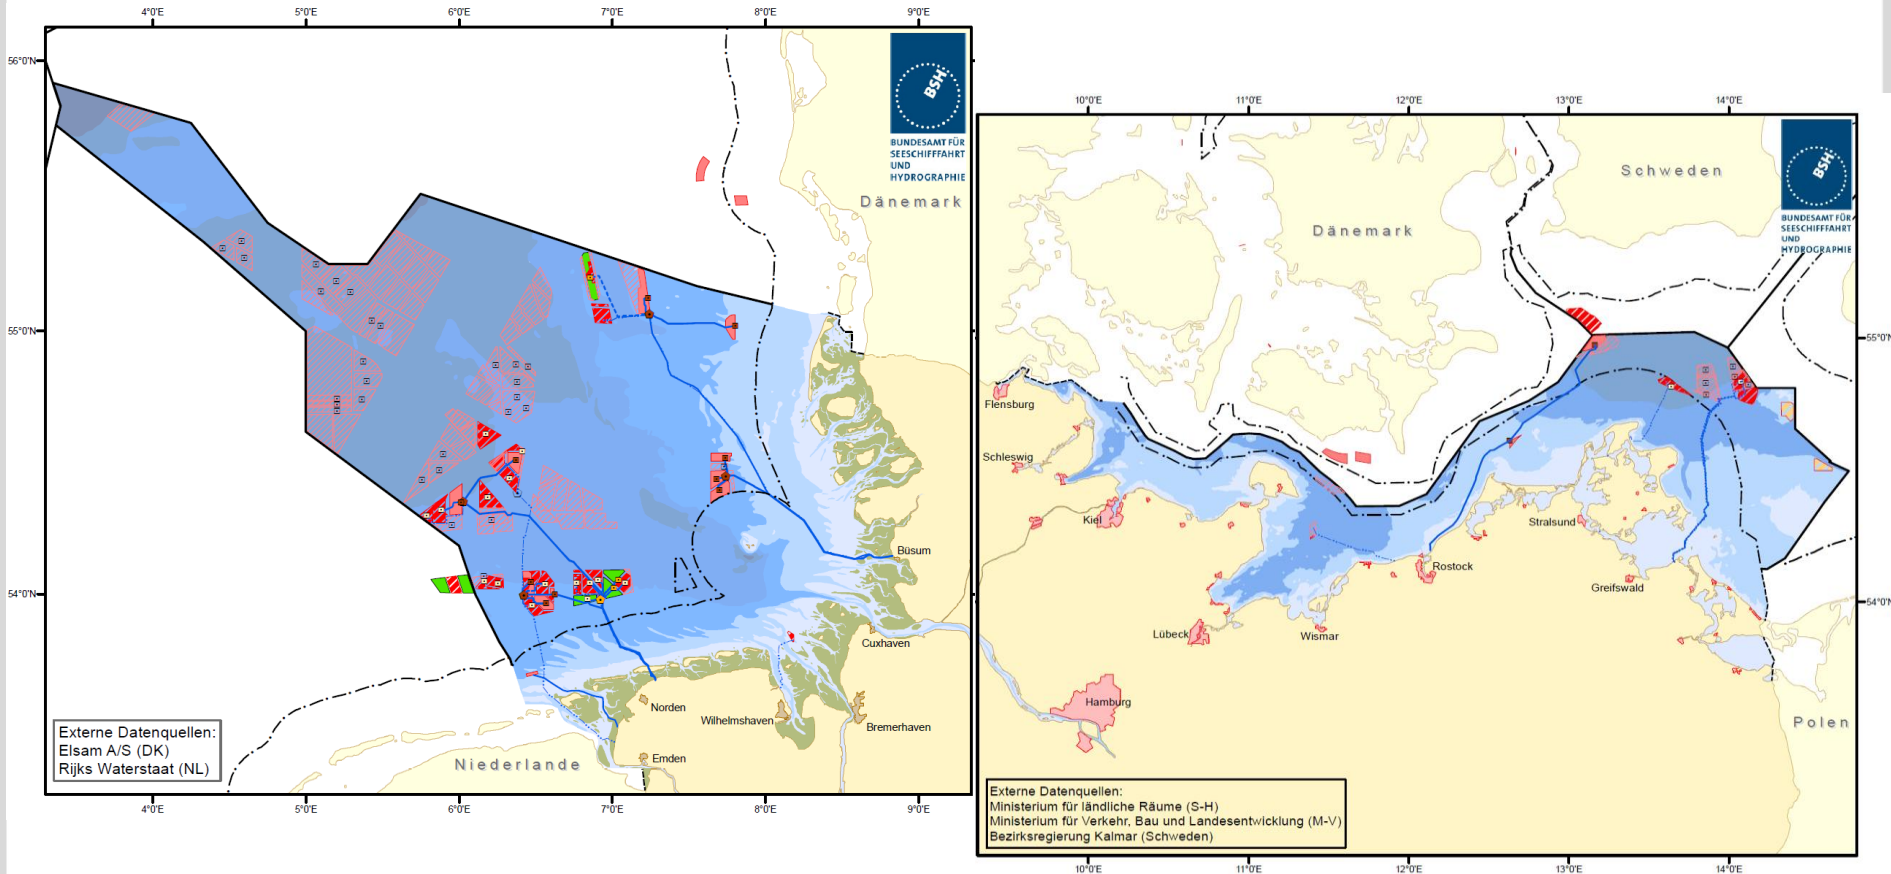 4°0'E 5°0'E 6°0'E 7°0'E 8°0'E 9°0'E
56°0'N
55°0'N
54°0'N
BSH
BUNDESAMT FÜR
SEESCHIFFFAHRT
UND
HYDROGRAPHIE
Dänemark
Büsum
Cuxhaven
Norden
Wilhelmshaven
Bremerhaven
Emden
Niederlande
Externe Datenquellen:
Elsam A/S (DK)
Rijks Waterstaat (NL)
4°0'E 5°0'E 6°0'E 7°0'E 8°0'E 9°0'E
10°0'E 11°0'E 12°0'E 13°0'E 14°0'E
BSH
BUNDESAMT FÜR
SEESCHIFFFAHRT
UND
HYDROGRAPHIE
Schweden
Dänemark
55°0'N
Flensburg
Schleswig
Kiel
Stralsund
Rostock
Greifswald
54°0'N
Lübeck
Wismar
Hamburg
Polen
Externe Datenquellen:
Ministerium für ländliche Räume (S-H)
Ministerium für Verkehr, Bau und Landesentwicklung (M-V)
Bezirksregierung Kalmar (Schweden)
10°0'E 11°0'E 12°0'E 13°0'E 14°0'E